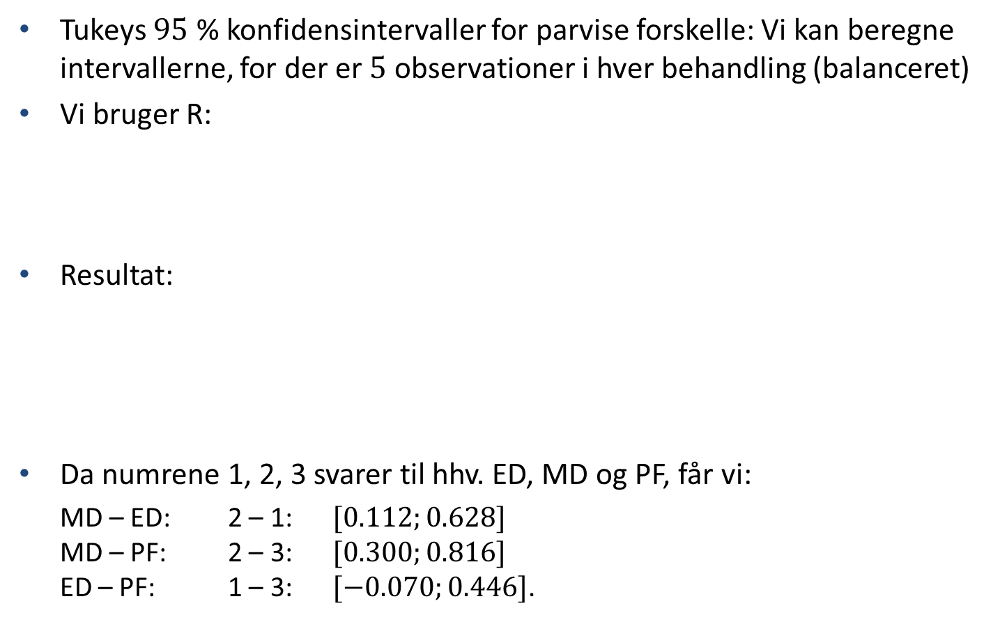 • Tukeys 95 % konfidensintervaller for parvise forskelle: Vi kan beregne
intervallerne, for der er 5 observationer i hver behandling (balanceret)
• Vi bruger R:
• Resultat:
• Da numrene 1, 2, 3 svarer til hhv. ED, MD og PF, får vi:
MD – ED: 2 – 1: [0.112; 0.628]
MD – PF: 2 – 3: [0.300; 0.816]
ED – PF: 1 – 3: [−0.070; 0.446].